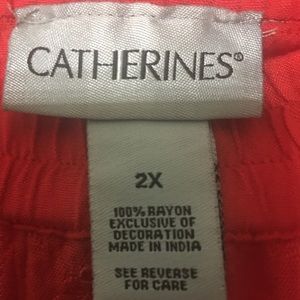 CATHERINES®
2X
100% RAYON
EXCLUSIVE OF
DECORATION
MADE IN INDIA
SEE REVERSE
FOR CARE